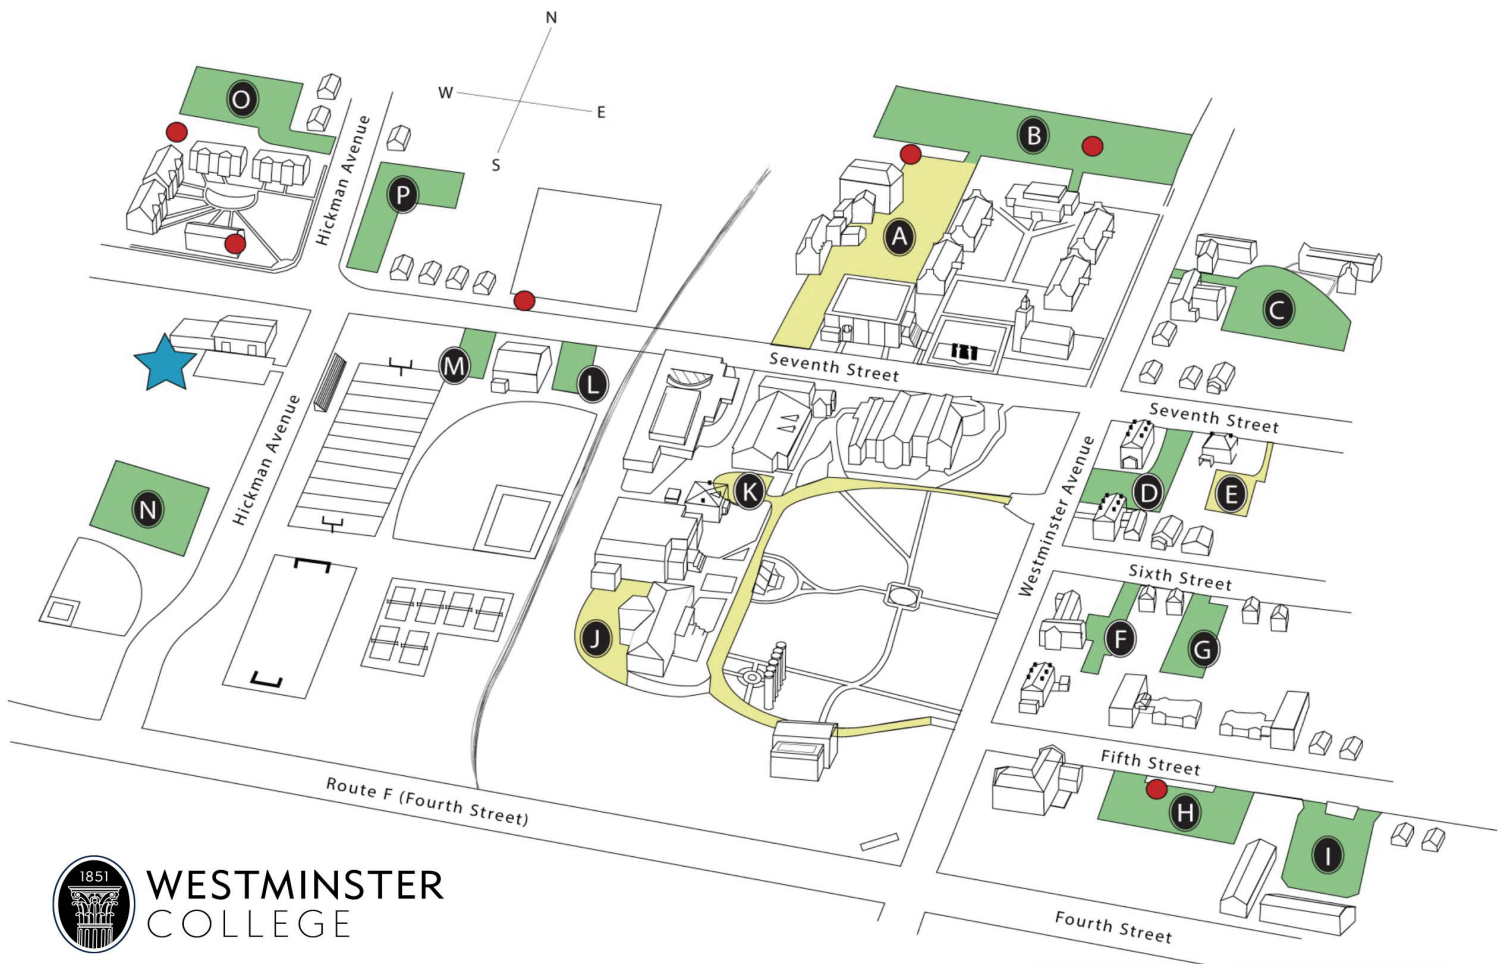 N
W
E
S
O
Hickman Avenue
P
B
A
C
M
L
Seventh Street
Seventh Street
Hickman Avenue
N
K
Westminster Avenue
D
E
Sixth Street
J
F
G
Fifth Street
H
I
Route F (Fourth Street)
Fourth Street
1851
WESTMINSTER
COLLEGE